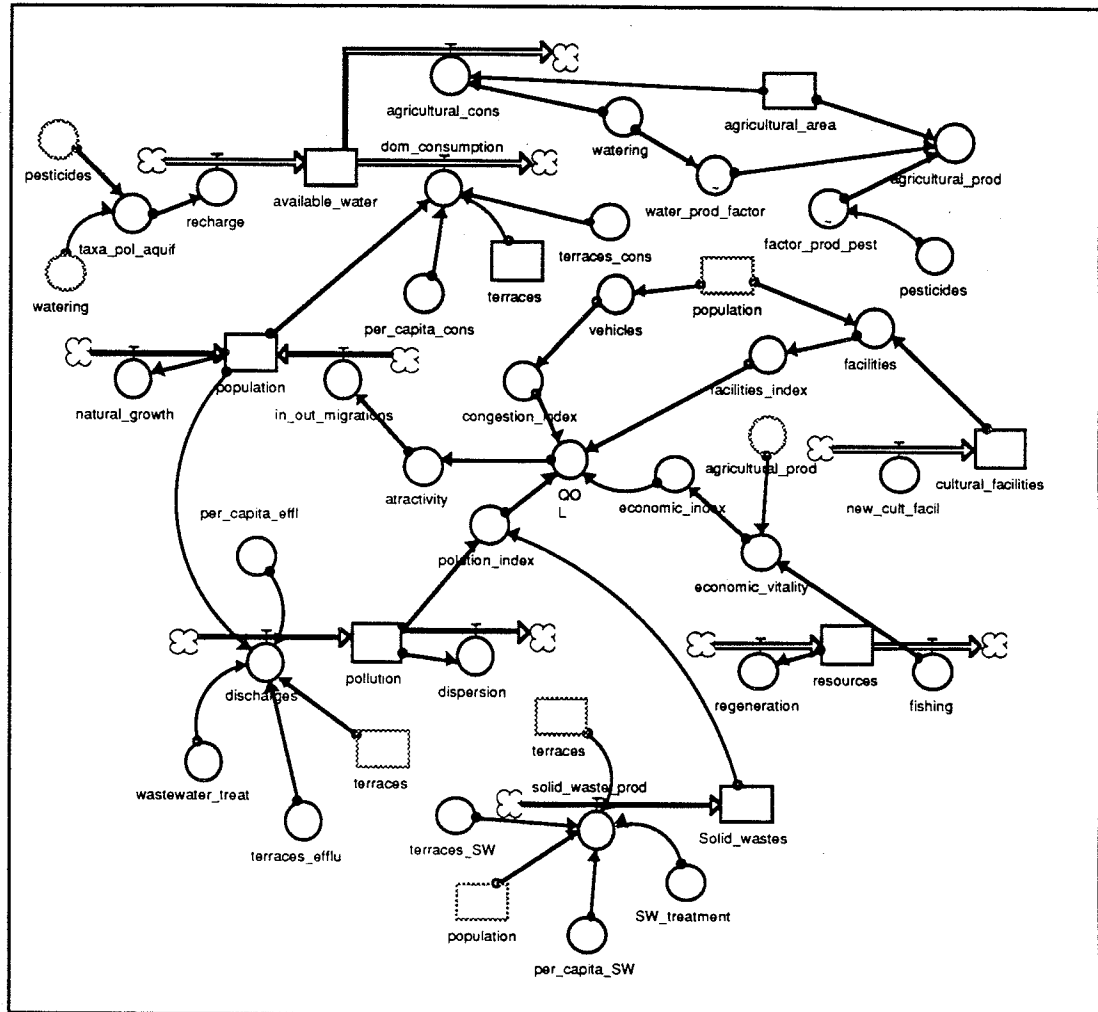 agricultural_cons
agricultural_area
watering
dom_consumption
pesticides
agricultural_prod
available_water
recharge
water_prod_factor
taxa_pol_aquif
factor_prod_pest
terraces_cons
watering
terraces
pesticides
per_capita_cons
vehicles
population
facilities
population
natural_growth
in_out_migrations
congestion_index
facilities_index
agricultural_prod
atractivity
QO
L
economic_index
cultural_facilities
new_cult_facil
per_capita_effl
polution_index
economic_vitality
pollution
dispersion
discharges
regeneration
resources
fishing
terraces
terraces
wastewater_treat
solid_waste_prod
terraces_efflu
terraces_SW
Solid_wastes
SW_treatment
population
per_capita_SW